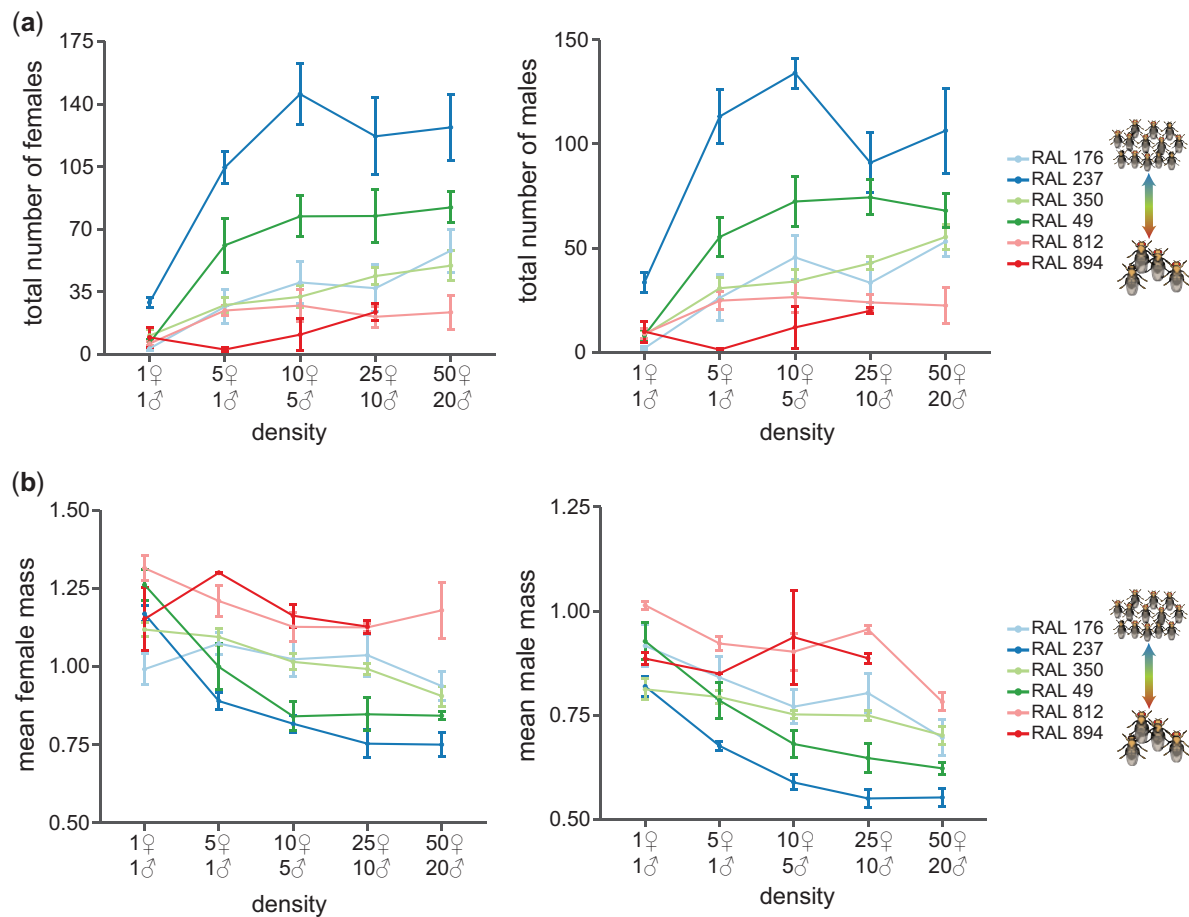 (a)
total number of females
175
140
105
70
35
0
1♀ 5♀ 10♀ 25♀ 50♀
1♂ 1♂ 5♂ 10♂ 20♂
density
total number of males
150
100
50
0
1♀ 5♀ 10♀ 25♀ 50♀
1♂ 1♂ 5♂ 10♂ 20♂
density
RAL 176
RAL 237
RAL 350
RAL 49
RAL 812
RAL 894
(b)
mean female mass
1.50
1.25
1.00
0.75
0.50
1♀ 5♀ 10♀ 25♀ 50♀
1♂ 1♂ 5♂ 10♂ 20♂
density
mean male mass
1.25
1.00
0.75
0.50
1♀ 5♀ 10♀ 25♀ 50♀
1♂ 1♂ 5♂ 10♂ 20♂
density
RAL 176
RAL 237
RAL 350
RAL 49
RAL 812
RAL 894